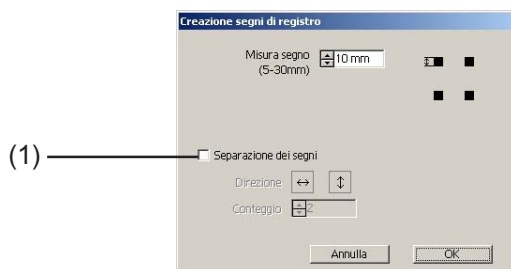 Creazione segni di registro
Misura segno 10 mm
(5-30mm)
(1)
Separazione dei segni
Direzione
Conteggio 2
Annulla OK